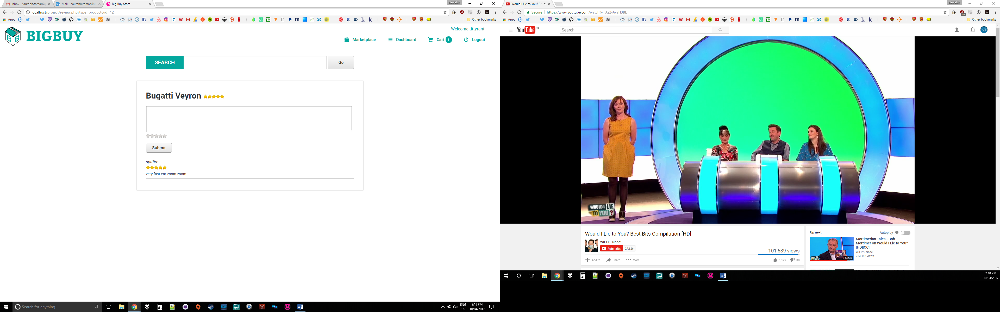 Inbox - saurabh.tomar@
Mail – saurabh.tomar@u
Big Buy Store
Saurabh
localhost/project/review.php?type=product&id=12
Apps
Other bookmarks
BIGBUY
Welcome tittyrant
Marketplace
Dashboard
Cart 1
Logout
SEARCH
Go
Bugatti Veyron
Submit
spitfire
very fast car zoom zoom
Search for anything
ENG
US
2:18 PM
10/04/2017
Would I Lie to You? Be
Saurabh
Secure
https://www.youtube.com/watch?v=As2-JwaH3BE
Apps
Other bookmarks
YouTube CA
Search
WOULD I LIE
TO YOU?
Would I Lie to You? Best Bits Compilation [HD]
WILTY? Nope!
Subscribe 27,626
101,689 views
Add to
Share
More
1,129
38
Up next
Autoplay
Mortimerian Tales - Bob
Mortimer on Would I Lie to You?
[HD][CC]
WILTY? Nope!
253,482 views
50:37
2:18 PM
10/04/2017